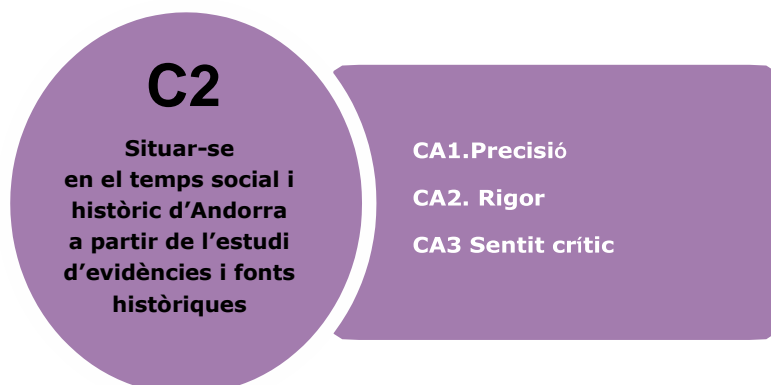 C2
Situar-se
en el temps social i
històric d’Andorra
a partir de l’estudi
d’evidències i fonts
històriques
CA1.Precisió
CA2. Rigor
CA3 Sentit crític